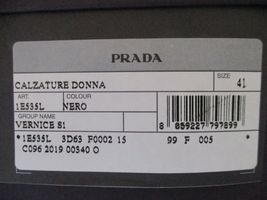 PRADA
CALZATURE DONNA
SIZE
41
ART.
COLOUR
1E535L
NERO
GROUP NAME
VERNICE S1
8 059227 797899
*1E535L 3D63 F0002 15 99 F 005 *
C096 2019 00340 O